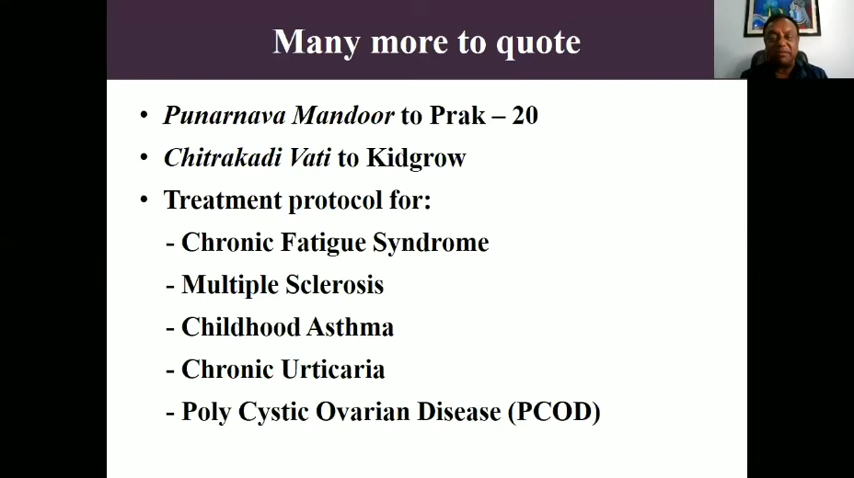 Many more to quote
• Punarnava Mandoor to Prak – 20
• Chitrakadi Vati to Kidgrow
• Treatment protocol for:
- Chronic Fatigue Syndrome
- Multiple Sclerosis
- Childhood Asthma
- Chronic Urticaria
- Poly Cystic Ovarian Disease (PCOD)